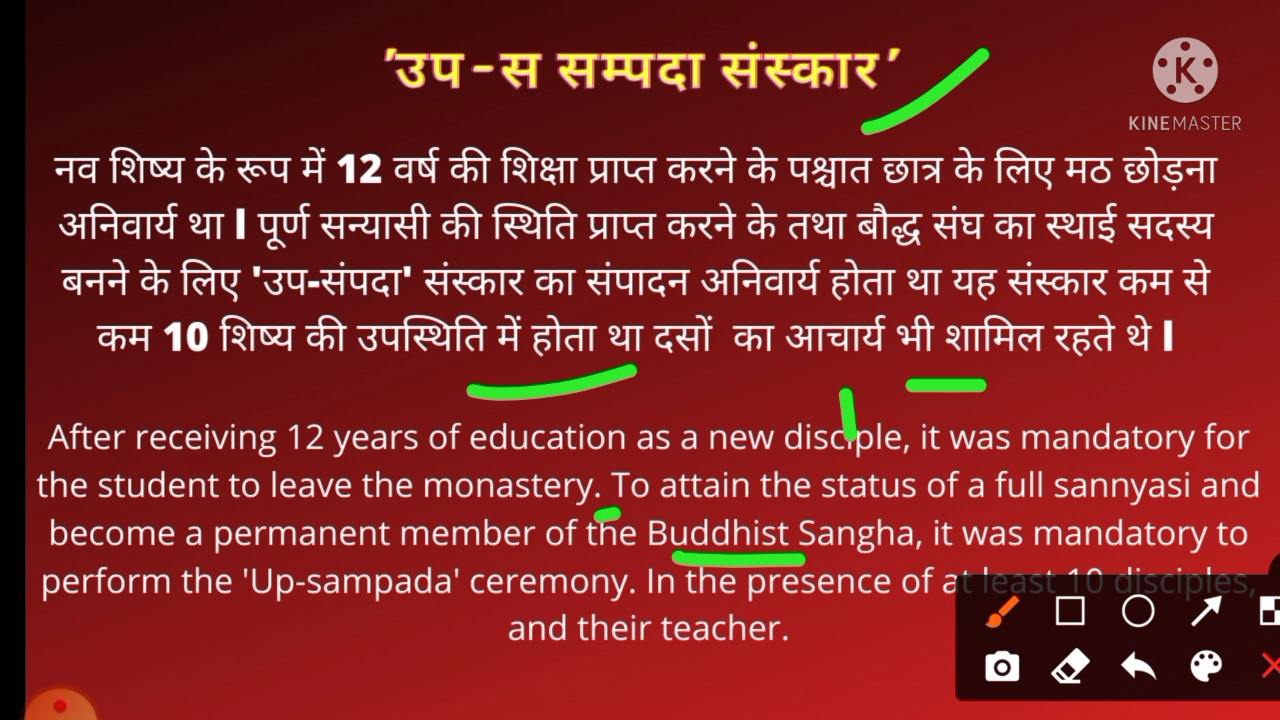 'उप-स सम्पदा संस्कार'
KINEMASTER
नव शिष्य के रूप में 12 वर्ष की शिक्षा प्राप्त करने के पश्चात छात्र के लिए मठ छोड़ना
अनिवार्य था l पूर्ण सन्यासी की स्थिति प्राप्त करने के तथा बौद्ध संघ का स्थाई सदस्य
बनने के लिए 'उप-संपदा' संस्कार का संपादन अनिवार्य होता था यह संस्कार कम से
कम 10 शिष्य की उपस्थिति में होता था दसों का आचार्य भी शामिल रहते थे l
After receiving 12 years of education as a new disciple, it was mandatory for
the student to leave the monastery. To attain the status of a full sannyasi and
become a permanent member of the Buddhist Sangha, it was mandatory to
perform the 'Up-sampada' ceremony. In the presence of at least 10 disciples,
and their teacher.